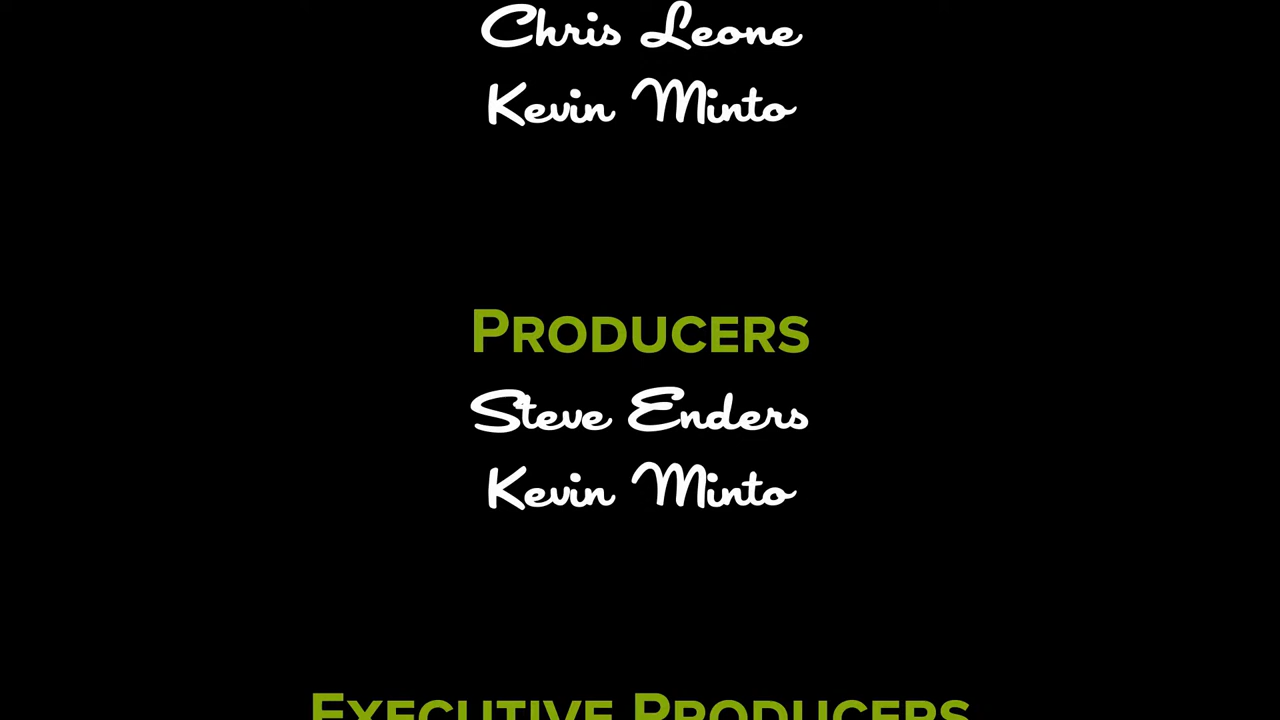 Chris Leone
Kevin Minto
PRODUCERS
Steve Enders
Kevin Minto
EXECUTIVE PRODUCERS